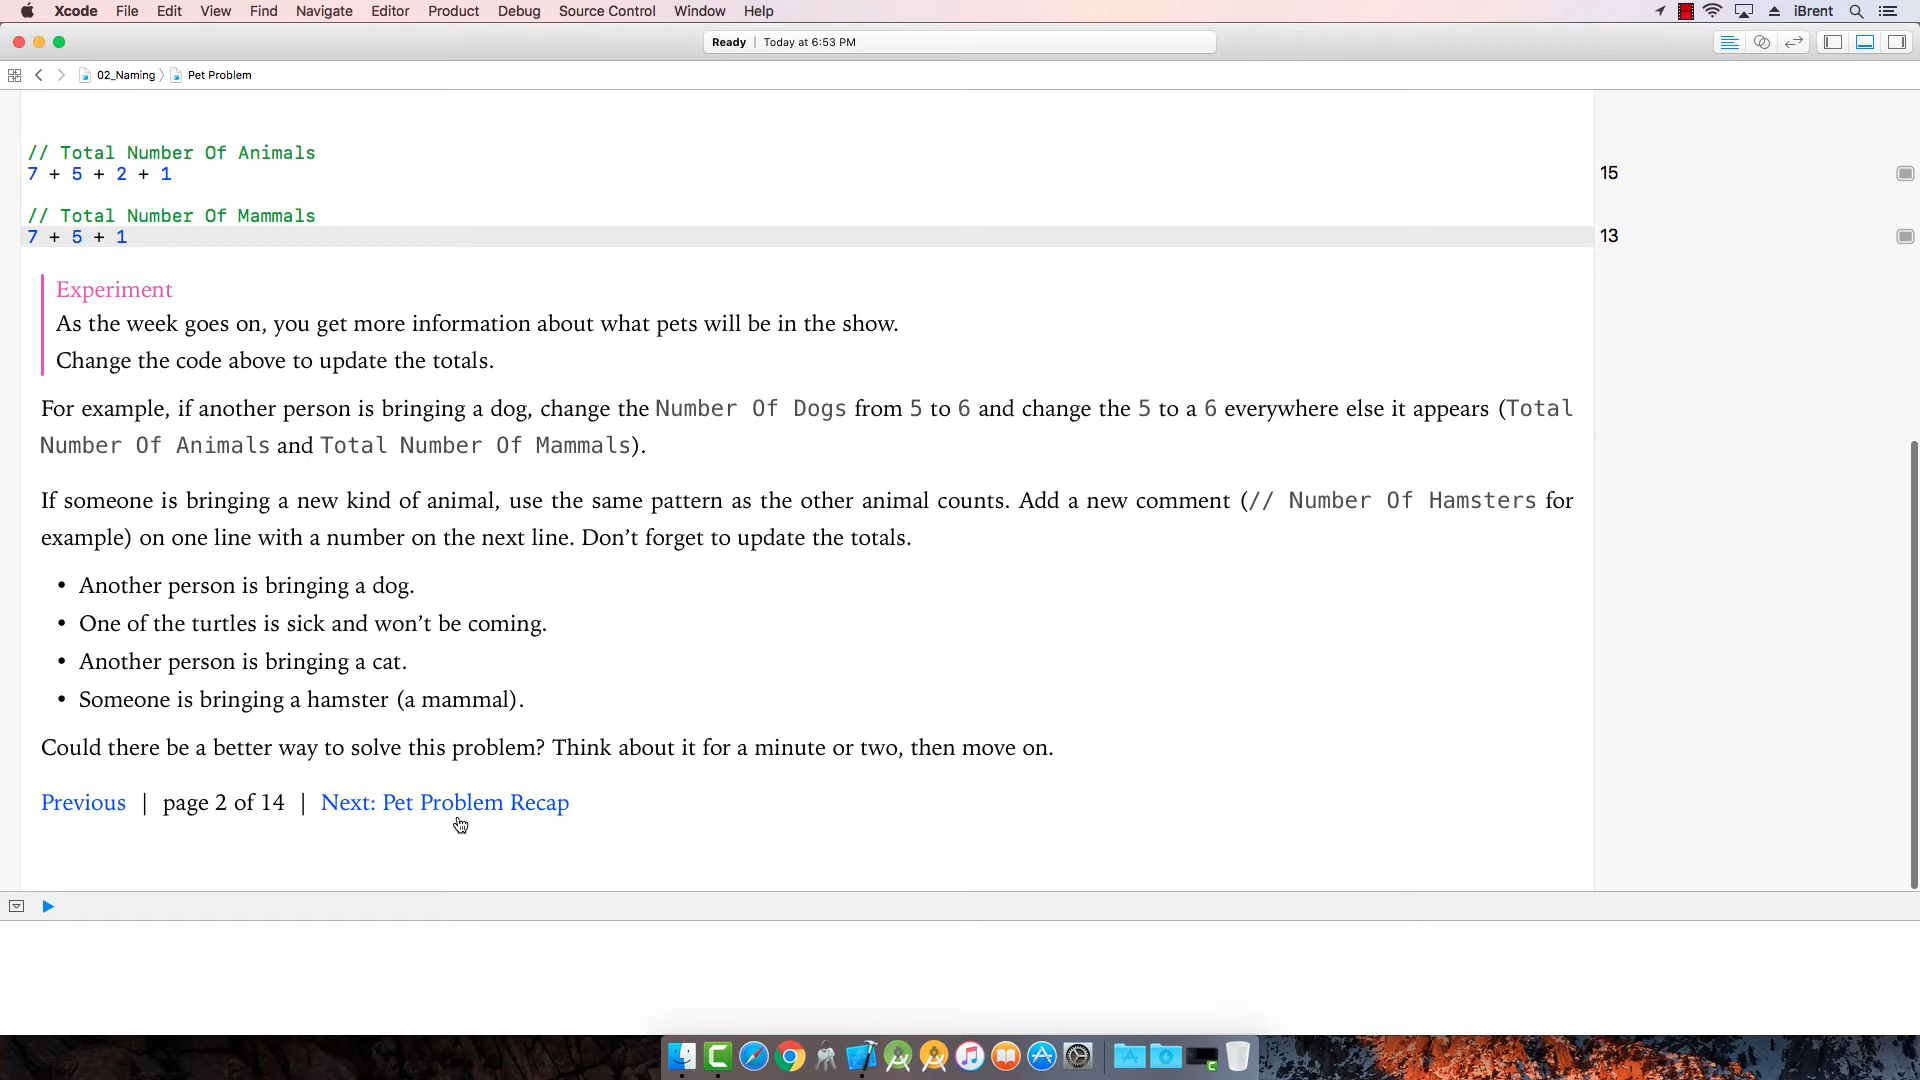 Xcode File Edit View Find Navigate Editor Product Debug Source Control Window Help iBrent
Ready | Today at 6:53 PM
02_Naming Pet Problem
// Total Number Of Animals
7 + 5 + 2 + 1 15
// Total Number Of Mammals
7 + 5 + 1 13
Experiment
As the week goes on, you get more information about what pets will be in the show.
Change the code above to update the totals.
For example, if another person is bringing a dog, change the Number Of Dogs from 5 to 6 and change the 5 to a 6 everywhere else it appears (Total
Number Of Animals and Total Number Of Mammals).
If someone is bringing a new kind of animal, use the same pattern as the other animal counts. Add a new comment (// Number Of Hamsters for
example) on one line with a number on the next line. Don’t forget to update the totals.
• Another person is bringing a dog.
• One of the turtles is sick and won’t be coming.
• Another person is bringing a cat.
• Someone is bringing a hamster (a mammal).
Could there be a better way to solve this problem? Think about it for a minute or two, then move on.
Previous | page 2 of 14 | Next: Pet Problem Recap